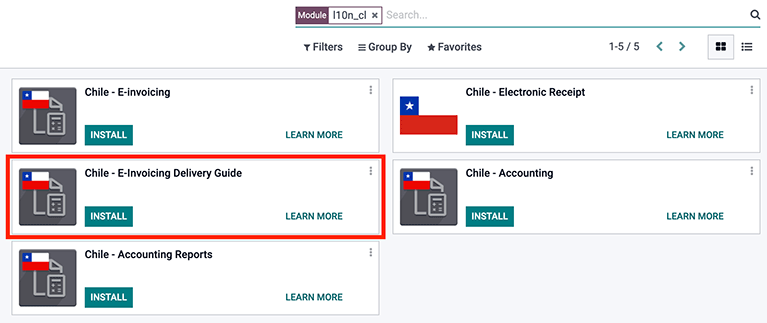 Module l10n_cl × Search...
Filters Group By Favorites 1-5 / 5
Chile - E-invoicing
INSTALL LEARN MORE
Chile - Electronic Receipt
INSTALL LEARN MORE
Chile - E-Invoicing Delivery Guide
INSTALL LEARN MORE
Chile - Accounting
INSTALL LEARN MORE
Chile - Accounting Reports
INSTALL LEARN MORE